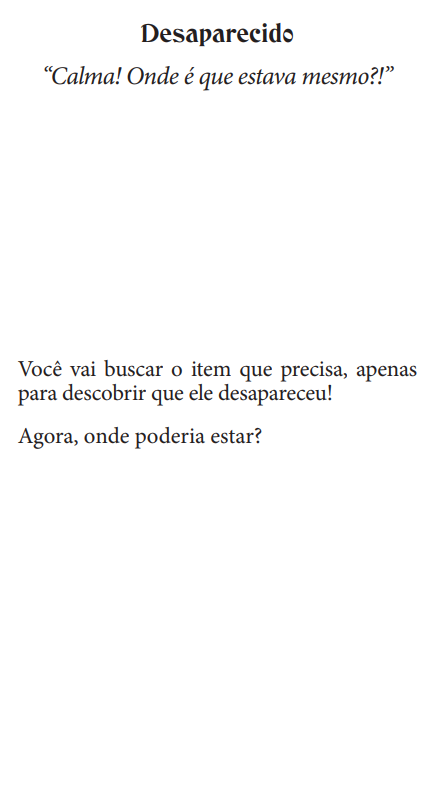 Desaparecido
“Calma! Onde é que estava mesmo?!”
Você vai buscar o item que precisa, apenas
para descobrir que ele desapareceu!
Agora, onde poderia estar?